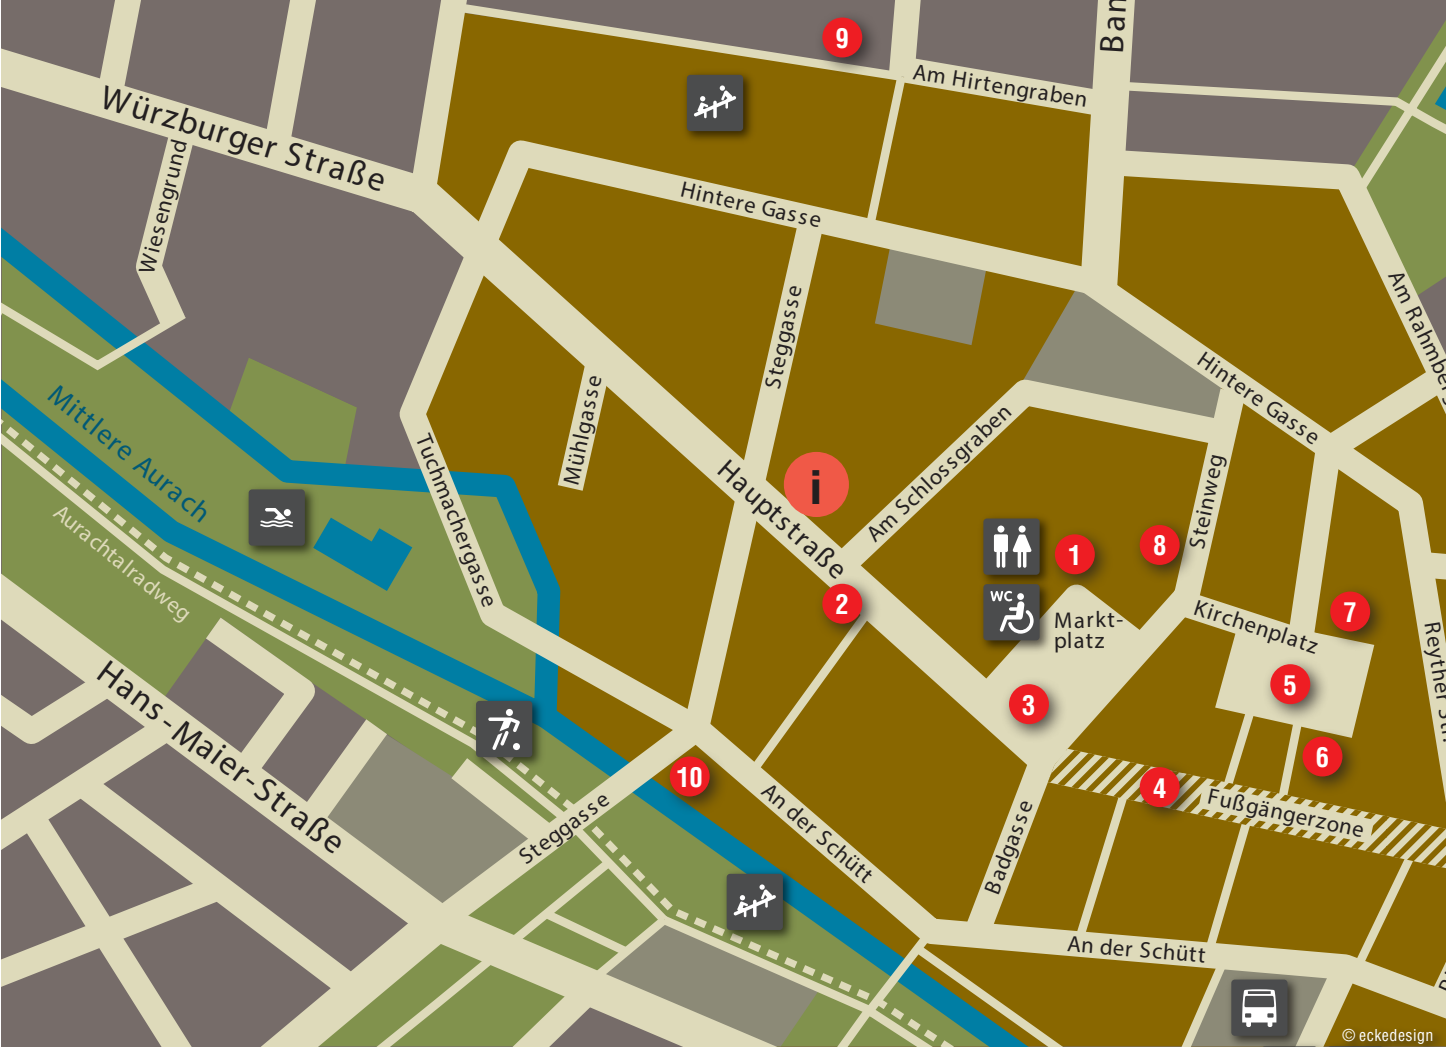 9
Am Hirtengraben
Ban
Würzburger Straße
Wiesengrund
Hintere Gasse
Steggasse
Am Rahmber
Hintere Gasse
Mühlgasse
Mittlere Aurach
Aurachtalradweg
Tuchmachergasse
Hauptstraße
i
Am Schlossgraben
Steinweg
1
8
2
WC
Markt-
platz
Kirchenplatz
7
5
3
6
Reyther Str
Hans-Maier-Straße
10
4
Fußgängerzone
Steggasse
An der Schütt
Badgasse
An der Schütt
© eckedesign